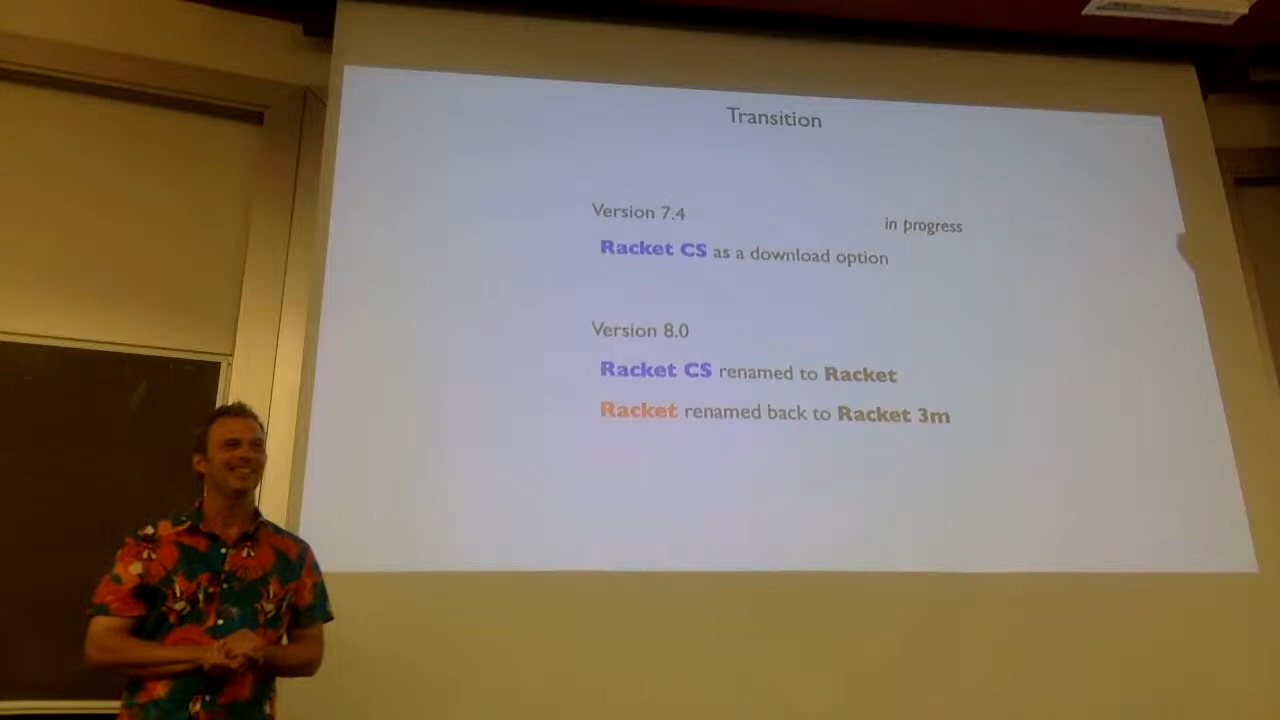 Transition
Version 7.4
in progress
Racket CS as a download option
Version 8.0
Racket CS renamed to Racket
Racket renamed back to Racket 3m